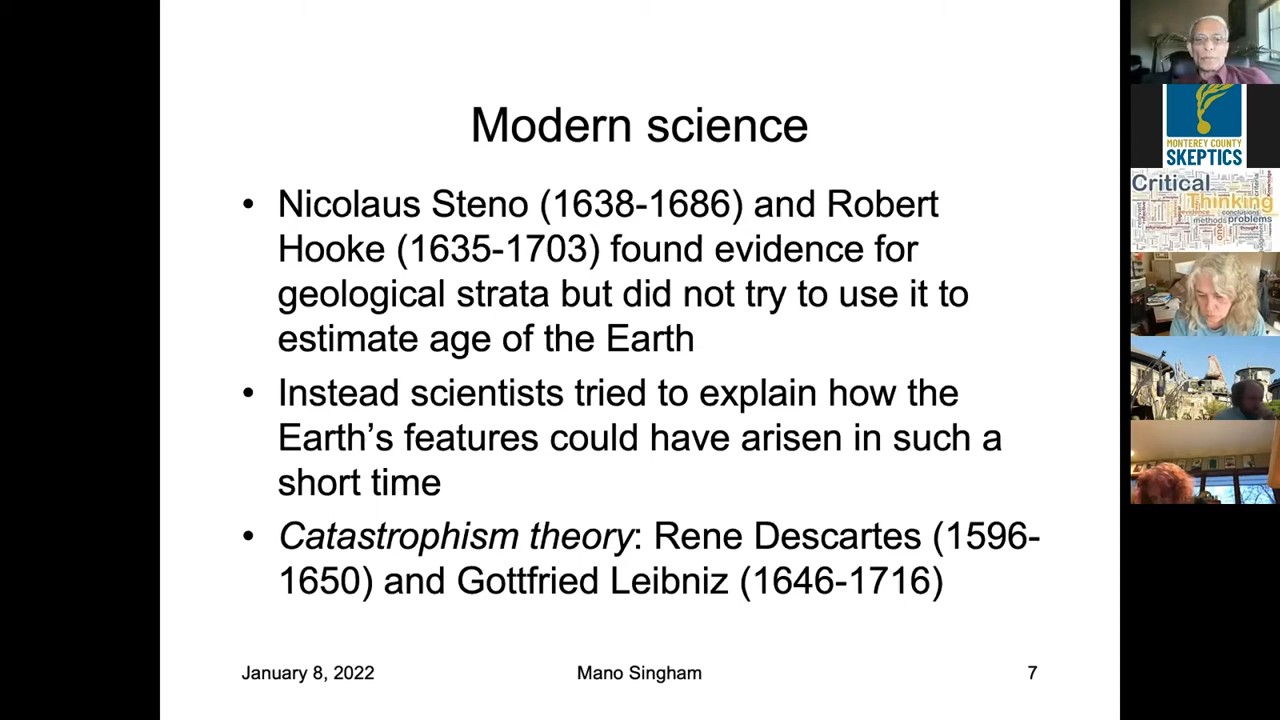 Modern science
• Nicolaus Steno (1638-1686) and Robert
Hooke (1635-1703) found evidence for
geological strata but did not try to use it to
estimate age of the Earth
• Instead scientists tried to explain how the
Earth’s features could have arisen in such a
short time
• Catastrophism theory: Rene Descartes (1596-
1650) and Gottfried Leibniz (1646-1716)
January 8, 2022 Mano Singham 7
MONTEREY COUNTY
SKEPTICS
Critical
Thinking
evidence conclusions
methods problems